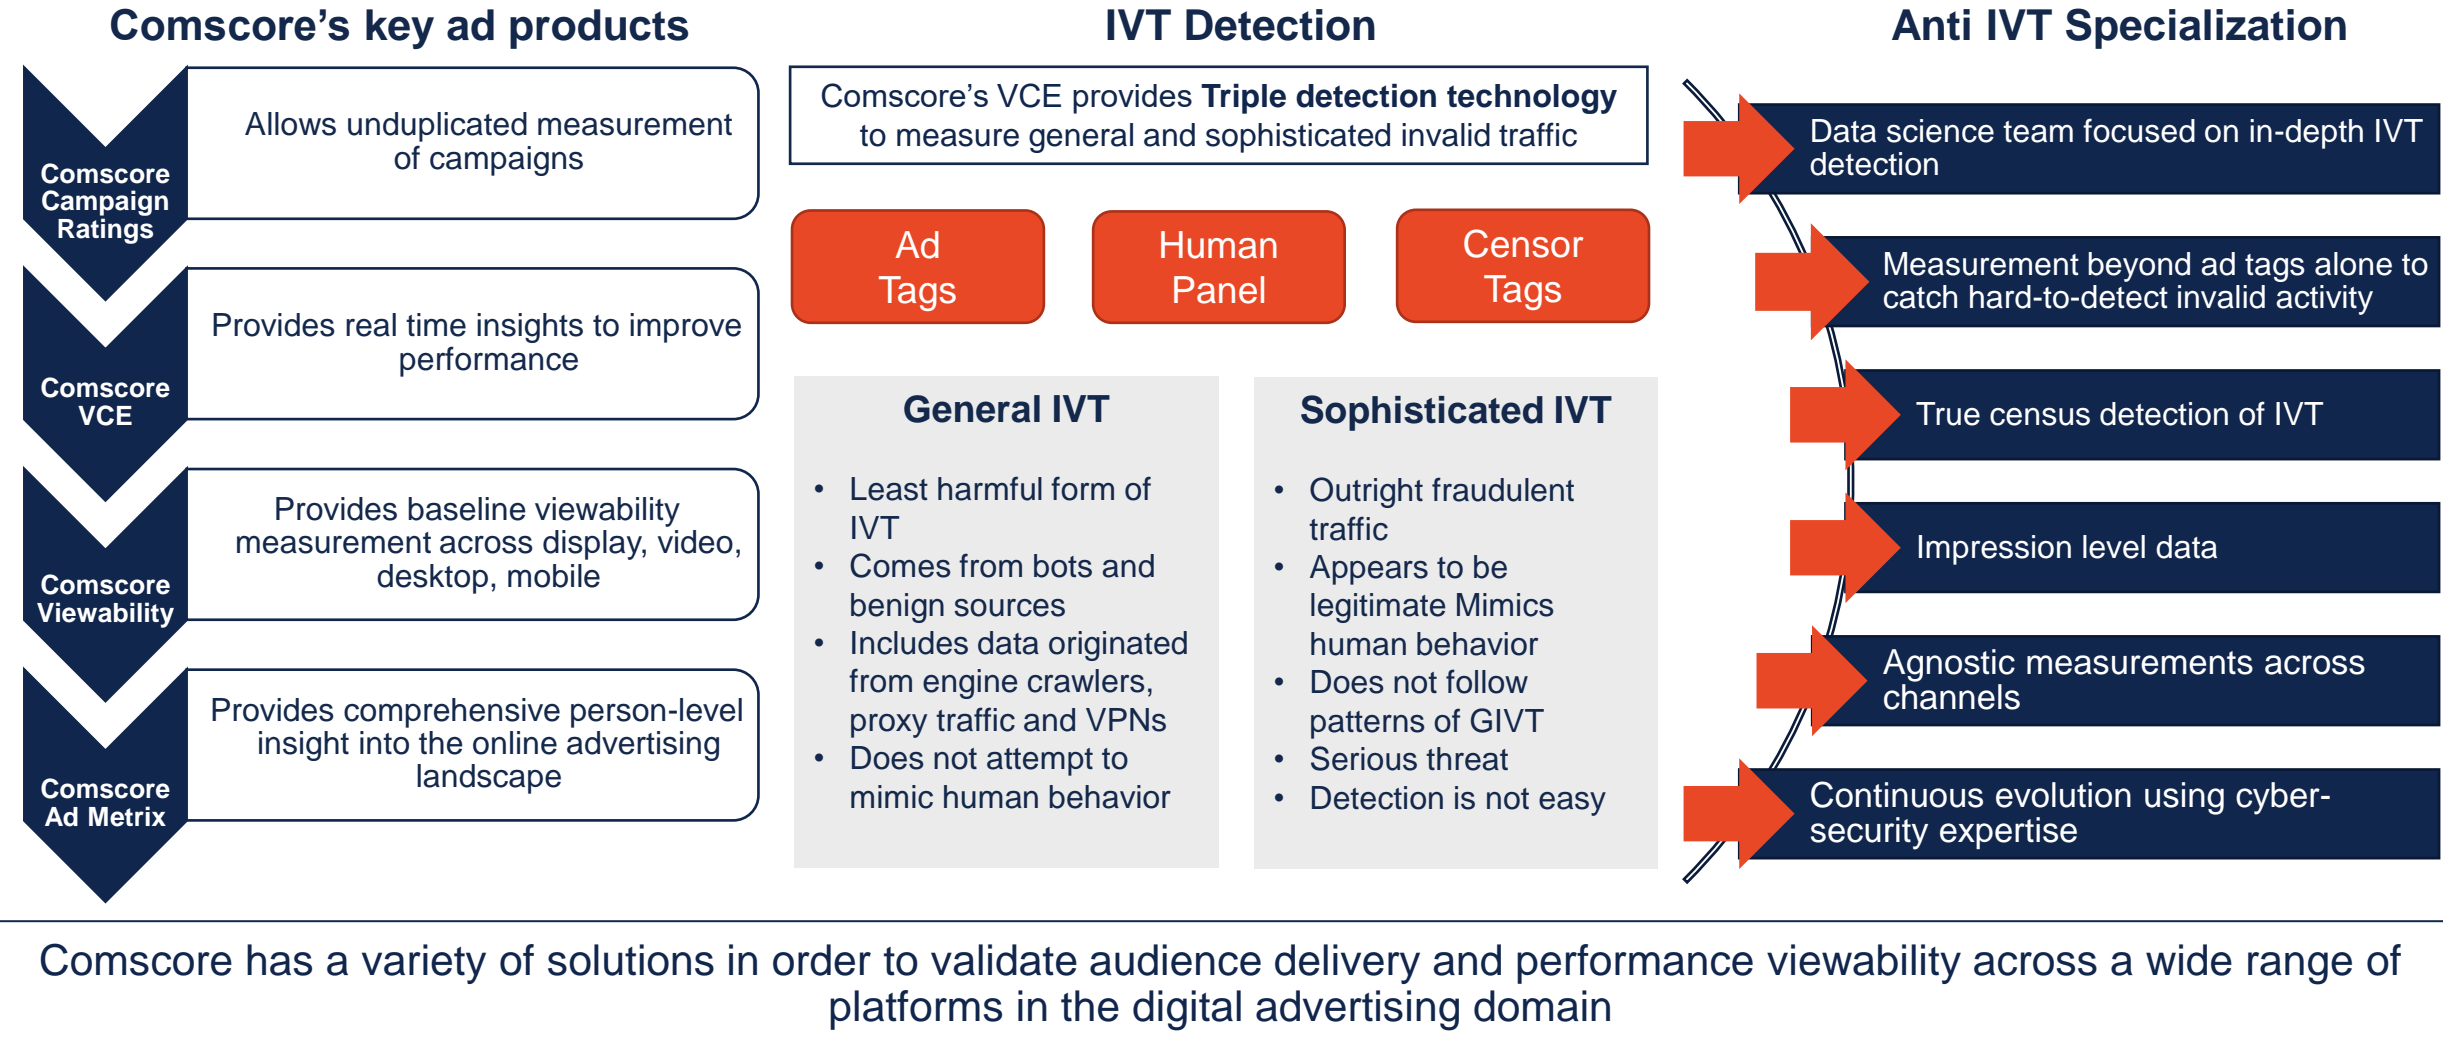 Comscore's key ad products
Comscore
Campaign
Ratings
Allows unduplicated measurement
of campaigns
Comscore
VCE
Provides real time insights to improve
performance
Comscore
Viewability
Provides baseline viewability
measurement across display, video,
desktop, mobile
Comscore
Ad Metrix
Provides comprehensive person-level
insight into the online advertising
landscape
IVT Detection
Comscore's VCE provides Triple detection technology
to measure general and sophisticated invalid traffic
Ad
Tags
Human
Panel
Censor
Tags
General IVT
• Least harmful form of
IVT
• Comes from bots and
benign sources
• Includes data originated
from engine crawlers,
proxy traffic and VPNs
• Does not attempt to
mimic human behavior
Sophisticated IVT
• Outright fraudulent
traffic
• Appears to be
legitimate Mimics
human behavior
• Does not follow
patterns of GIVT
• Serious threat
• Detection is not easy
Anti IVT Specialization
Data science team focused on in-depth IVT
detection
Measurement beyond ad tags alone to
catch hard-to-detect invalid activity
True census detection of IVT
Impression level data
Agnostic measurements across
channels
Continuous evolution using cyber-
security expertise
Comscore has a variety of solutions in order to validate audience delivery and performance viewability across a wide range of
platforms in the digital advertising domain